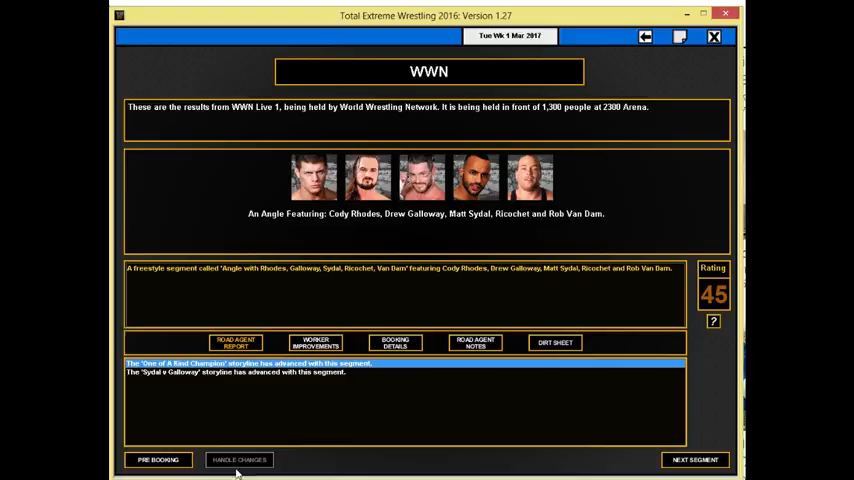 Total Extreme Wrestling 2016: Version 1.27
Tue Wk 1 Mar 2017
WWN
These are the results from WWN Live 1, being held by World Wrestling Network. It is being held in front of 1,300 people at 2300 Arena.
An Angle Featuring: Cody Rhodes, Drew Galloway, Matt Sydal, Ricochet and Rob Van Dam.
A freestyle segment called 'Angle with Rhodes, Galloway, Sydal, Ricochet, Van Dam' featuring Cody Rhodes, Drew Galloway, Matt Sydal, Ricochet and Rob Van Dam.
Rating
45
?
ROAD AGENT
REPORT
WORKER
IMPROVEMENTS
BOOKING
DETAILS
ROAD AGENT
NOTES
DIRT SHEET
The 'One of A Kind Champion' storyline has advanced with this segment.
The 'Sydal v Galloway' storyline has advanced with this segment.
PRE BOOKING
HANDLE CHANGES
NEXT SEGMENT